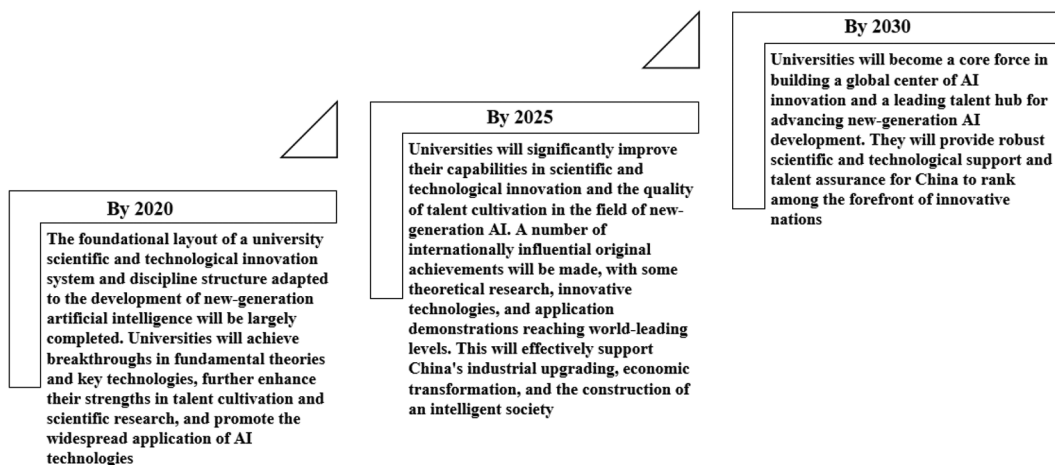 By 2020
The foundational layout of a university
scientific and technological innovation
system and discipline structure adapted
to the development of new-generation
artificial intelligence will be largely
completed. Universities will achieve
breakthroughs in fundamental theories
and key technologies, further enhance
their strengths in talent cultivation and
scientific research, and promote the
widespread application of AI
technologies
By 2025
Universities will significantly improve
their capabilities in scientific and
technological innovation and the quality
of talent cultivation in the field of new-
generation AI. A number of
internationally influential original
achievements will be made, with some
theoretical research, innovative
technologies, and application
demonstrations reaching world-leading
levels. This will effectively support
China's industrial upgrading, economic
transformation, and the construction of
an intelligent society
By 2030
Universities will become a core force in
building a global center of AI
innovation and a leading talent hub for
advancing new-generation AI
development. They will provide robust
scientific and technological support and
talent assurance for China to rank
among the forefront of innovative
nations